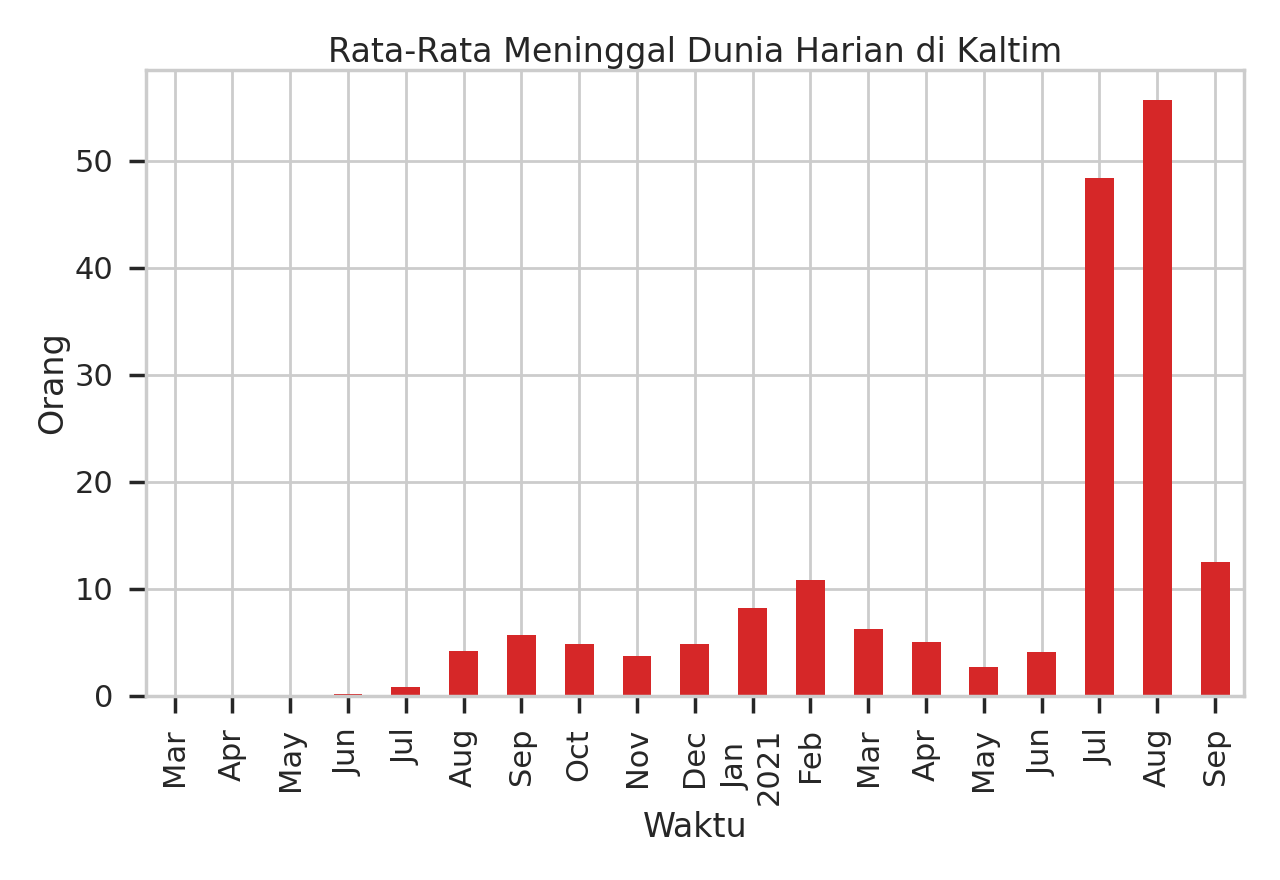 Rata-Rata Meninggal Dunia Harian di Kaltim
Orang
50
40
30
20
10
0
Mar
Apr
May
Jun
Jul
Aug
Sep
Oct
Nov
Dec
Jan
2021
Feb
Mar
Apr
May
Jun
Jul
Aug
Sep
Waktu